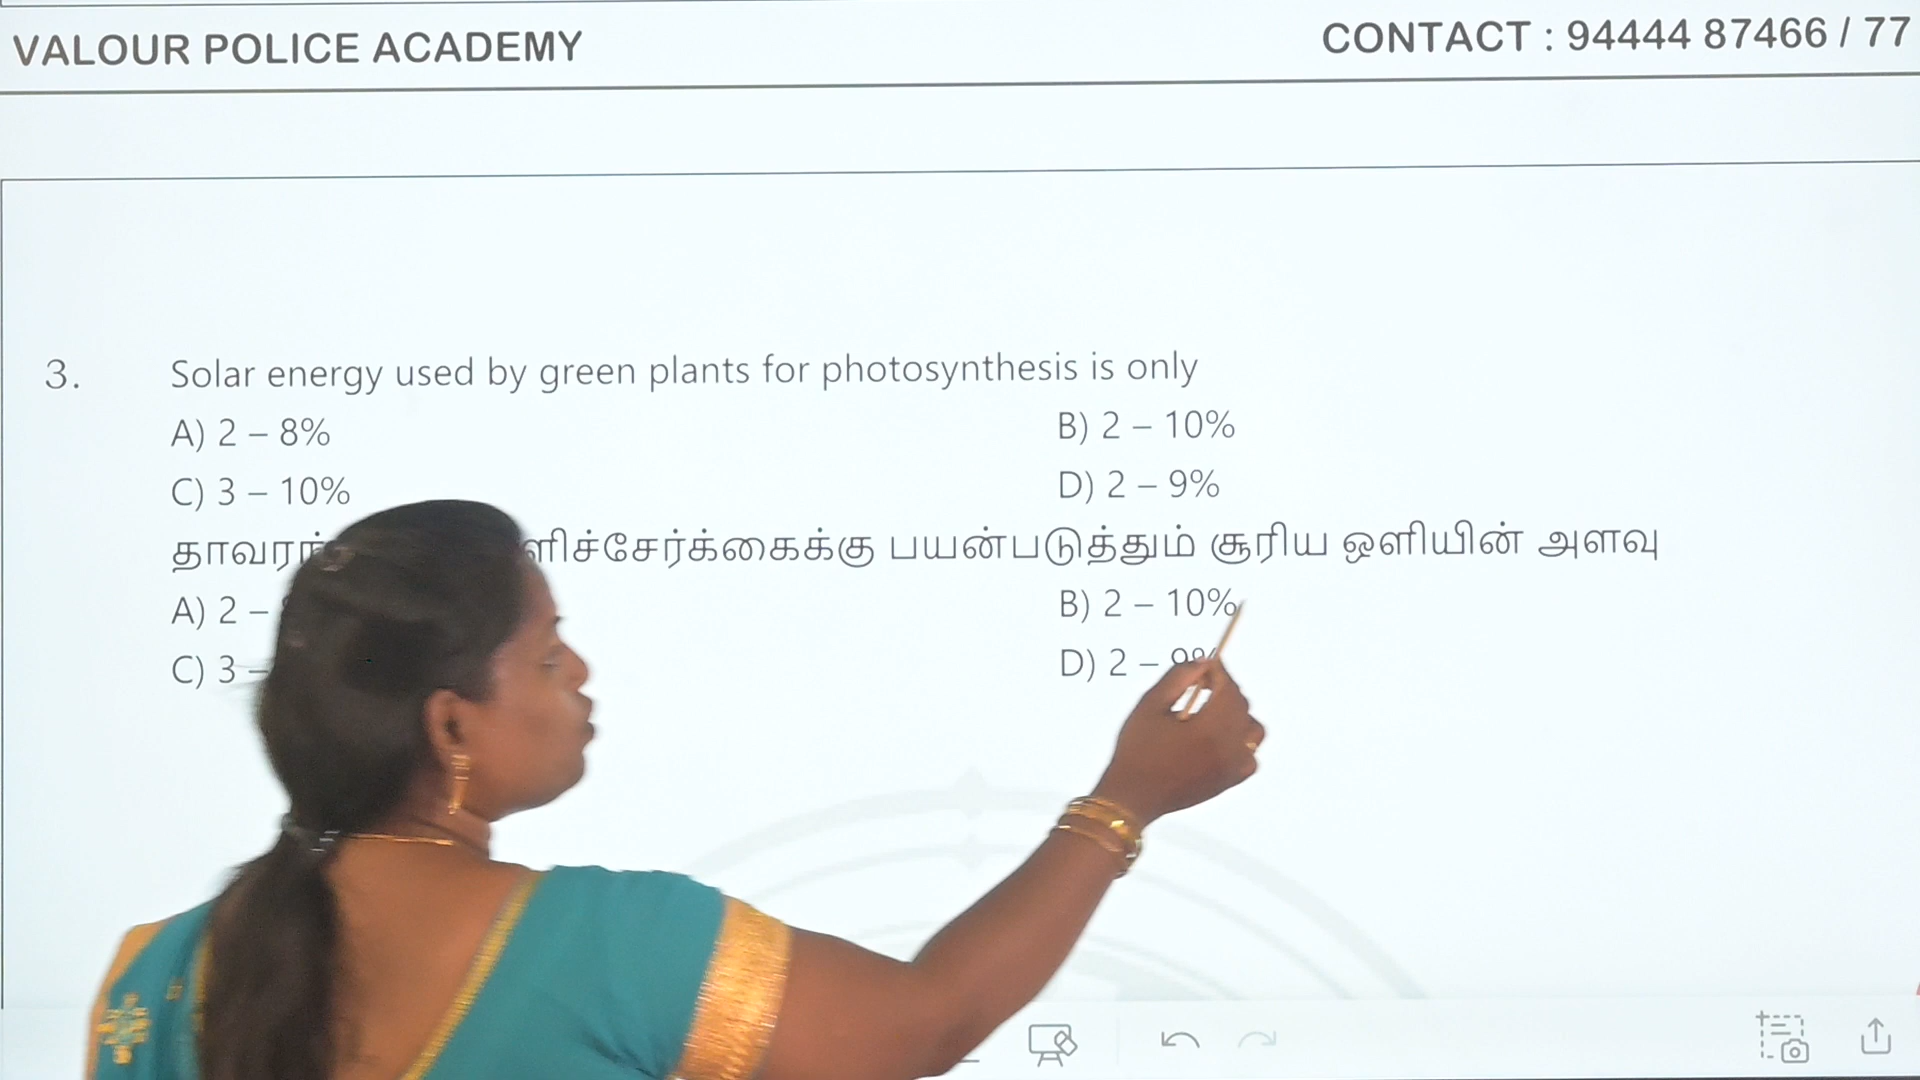 VALOUR POLICE ACADEMY
CONTACT : 94444 87466 / 77
3. Solar energy used by green plants for photosynthesis is only
A) 2 – 8%
B) 2 – 10%
C) 3 – 10%
D) 2 – 9%
பயன்படுத்தும் சூரிய ஒளியின் அளவு
A) 2 –
B) 2 – 10%
C) 3 –
D) 2 –